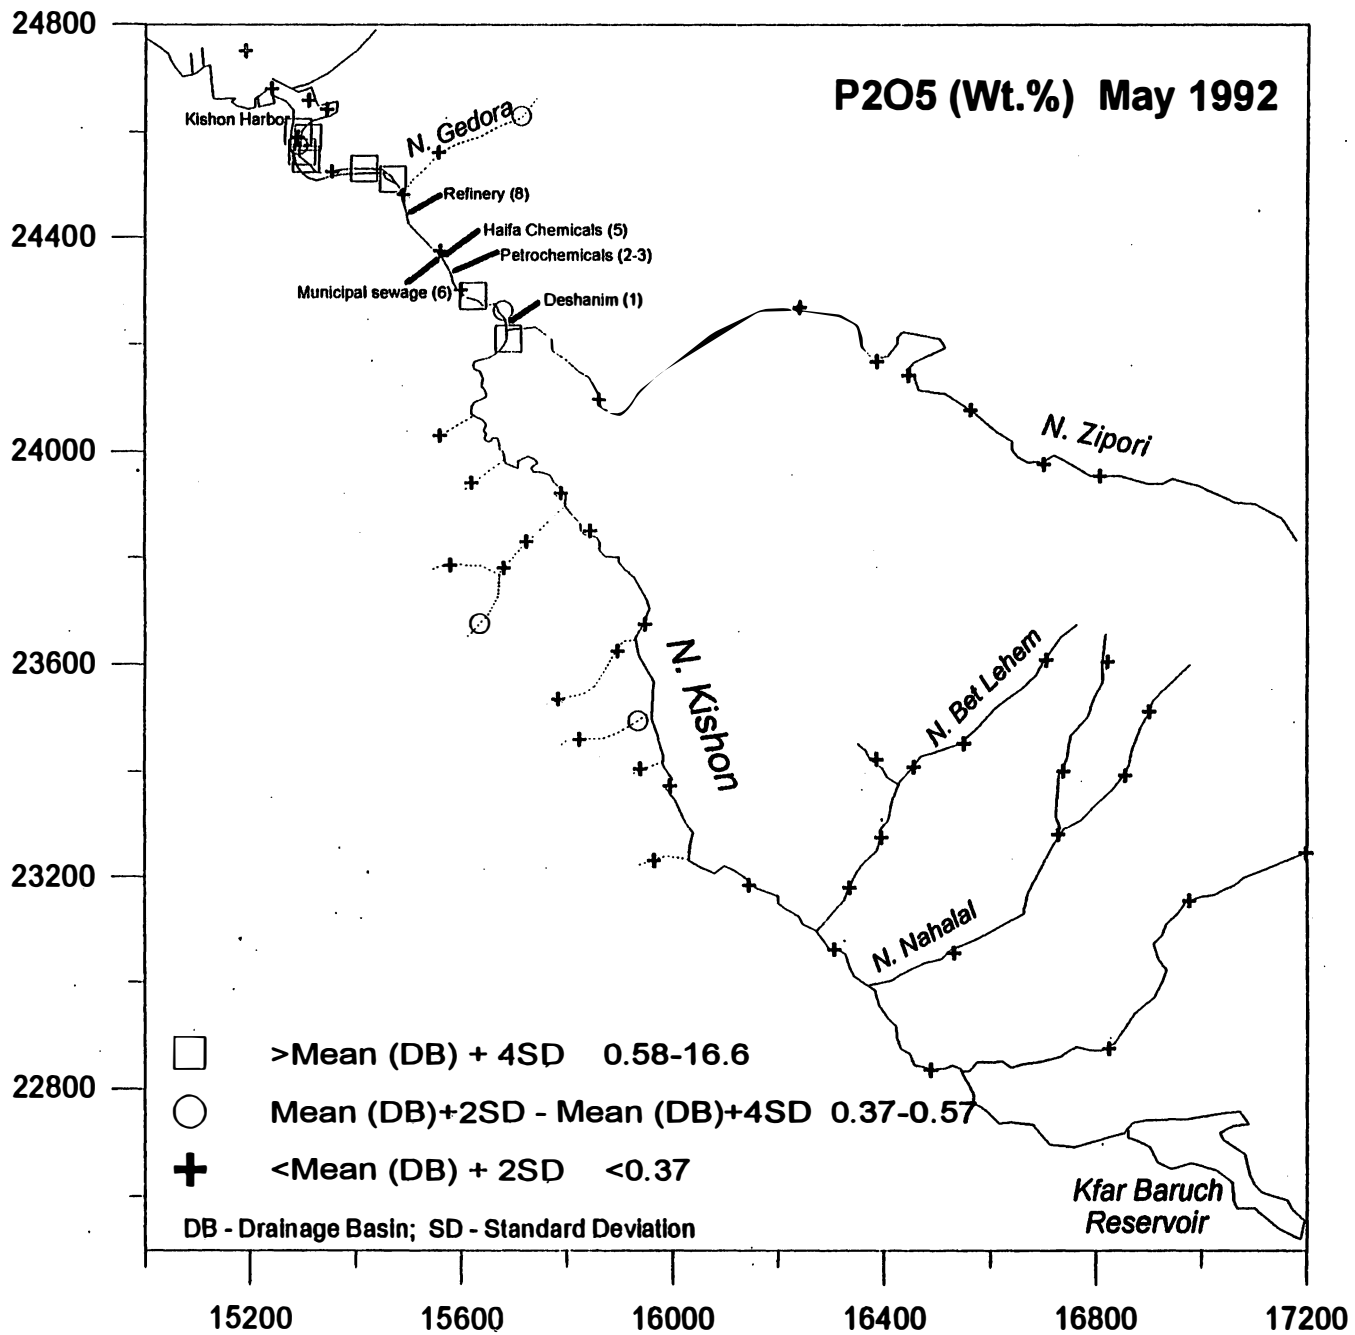 24800
P2O5 (Wt.%) May 1992
Kishon Harbor
N. Gedora
Refinery (8)
24400
Haifa Chemicals (5)
Petrochemicals (2-3)
Municipal sewage (6)
Deshanim (1)
24000
N. Zipori
23600
N. Kishon
N. Bet Lehem
23200
N. Nahalal
>Mean (DB) + 4SD 0.58-16.6
22800
Mean (DB)+2SD - Mean (DB)+4SD 0.37-0.57
<Mean (DB) + 2SD <0.37
Kfar Baruch
Reservoir
DB - Drainage Basin; SD - Standard Deviation
15200 15600 16000 16400 16800 17200